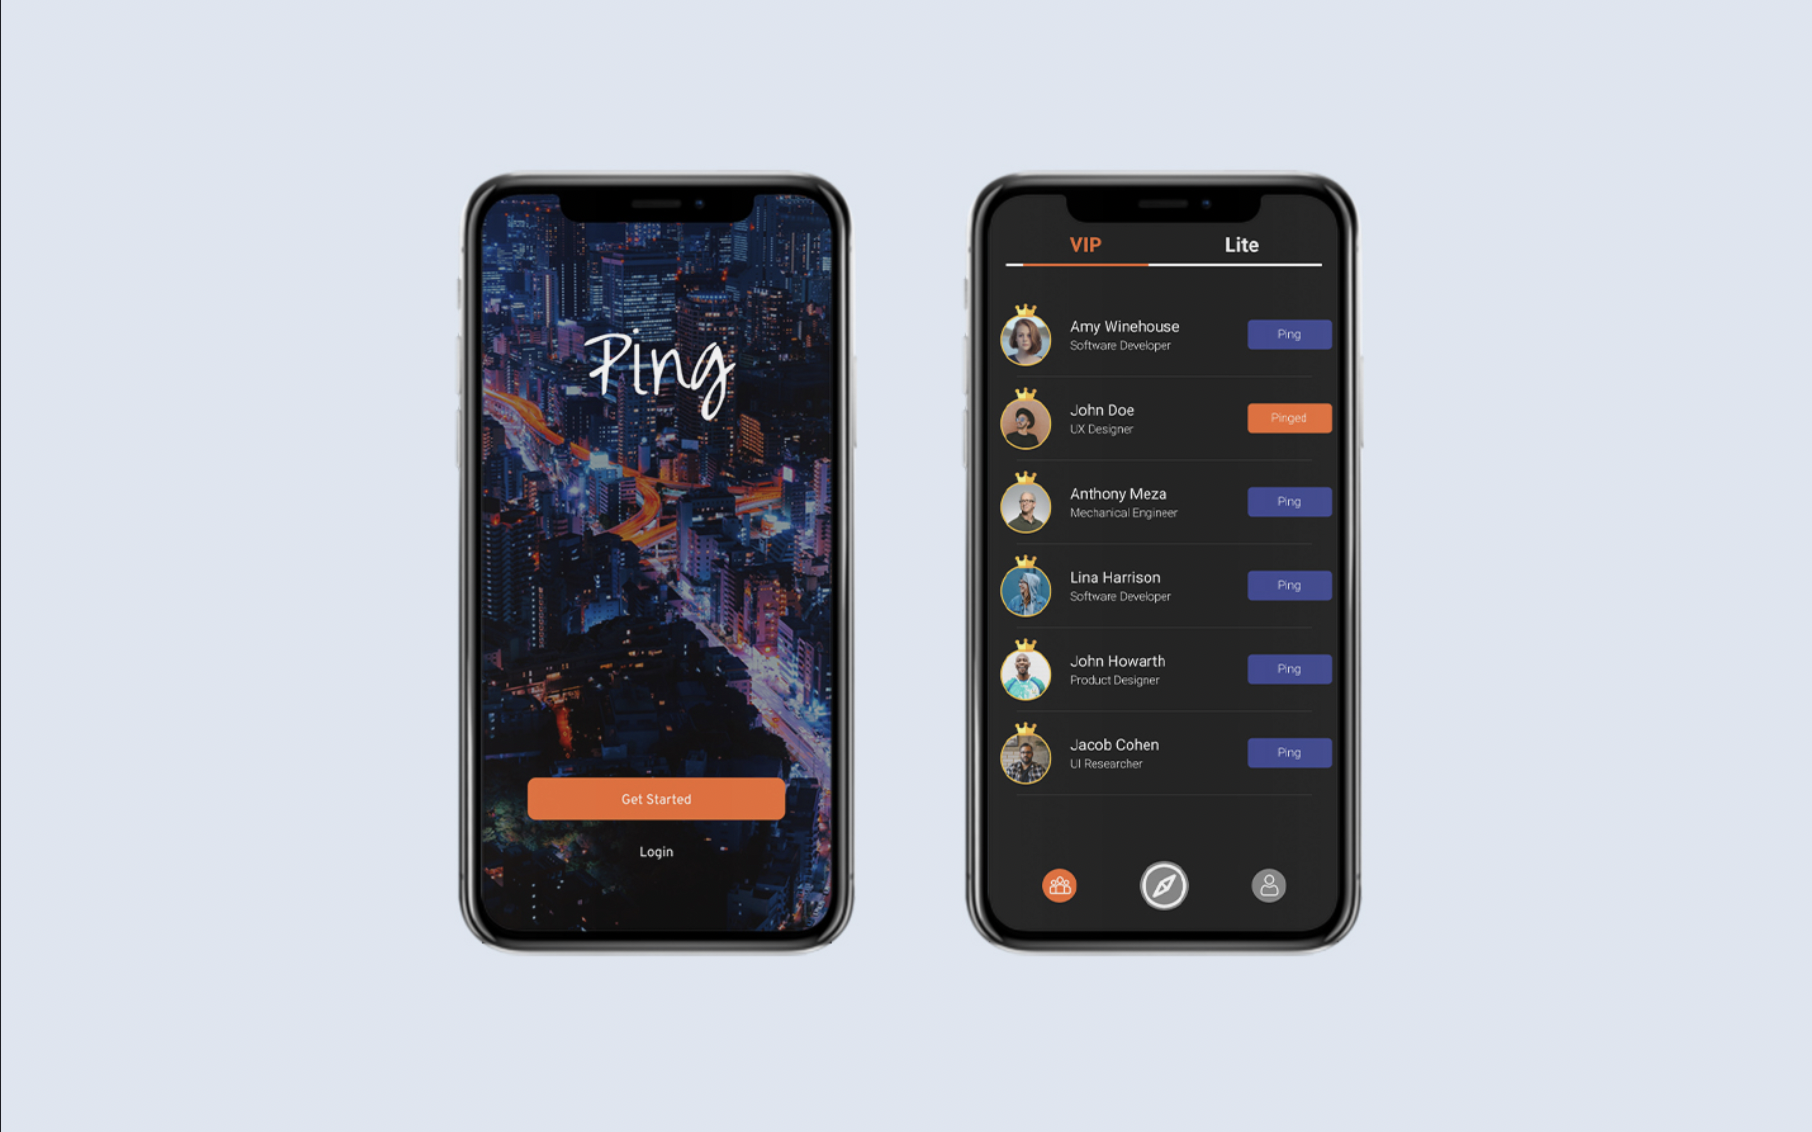 Ping
Get Started
Login
VIP
Lite
Amy Winehouse
Software Developer
Ping
John Doe
UX Designer
Pinged
Anthony Meza
Mechanical Engineer
Ping
Lina Harrison
Software Developer
Ping
John Howarth
Product Designer
Ping
Jacob Cohen
UI Researcher
Ping